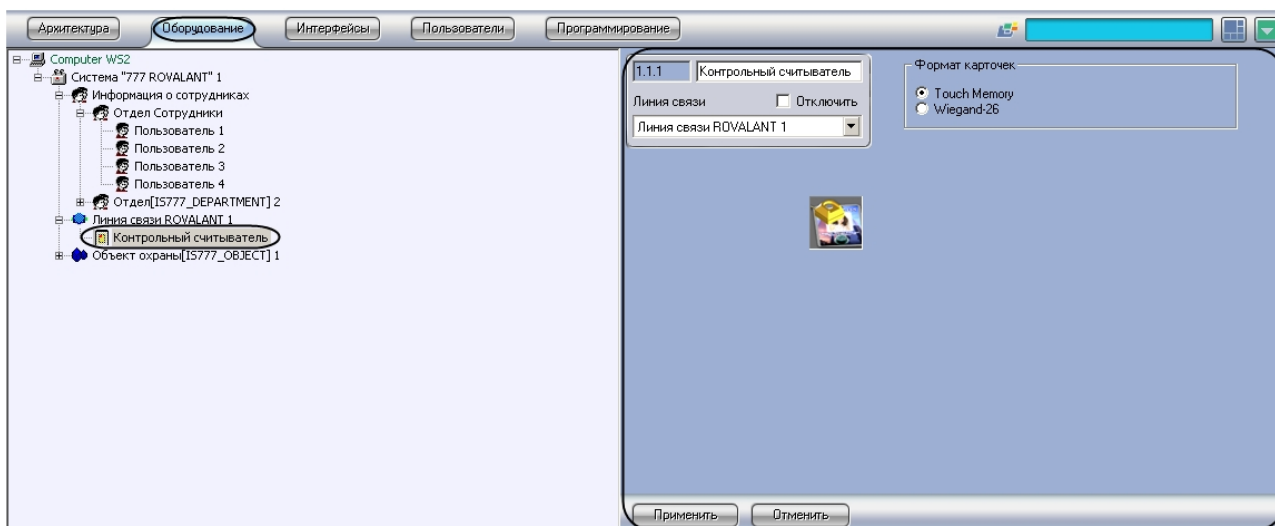 Архитектура Оборудование Интерфейсы Пользователи Программирование
Computer WS2
Система "777 ROVALANT" 1
Информация о сотрудниках
Отдел Сотрудники
Пользователь 1
Пользователь 2
Пользователь 3
Пользователь 4
Отдел[IS777_DEPARTMENT] 2
Линия связи ROVALANT 1
Контрольный считыватель
Объект охраны[IS777_OBJECT] 1
1.1.1 Контрольный считыватель
Линия связи Отключить
Линия связи ROVALANT 1
Формат карточек
Touch Memory
Wiegand-26
Применить Отменить